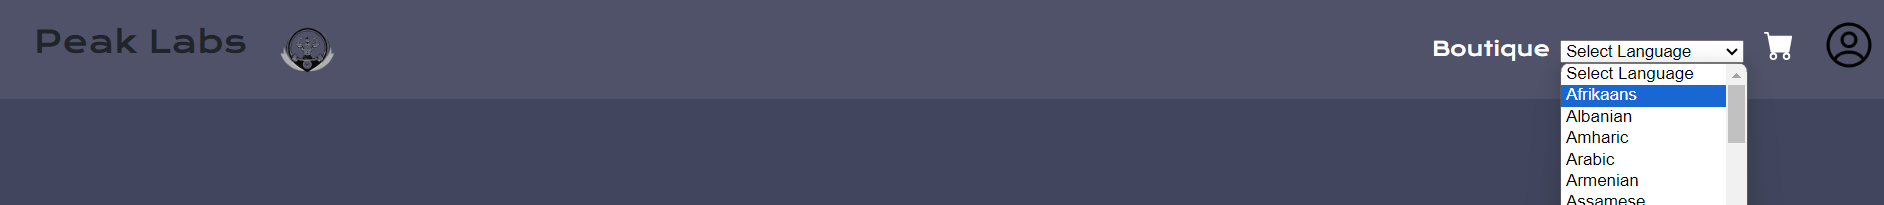 Peak Labs
Boutique
Select Language
Select Language
Afrikaans
Albanian
Amharic
Arabic
Armenian
Assamese